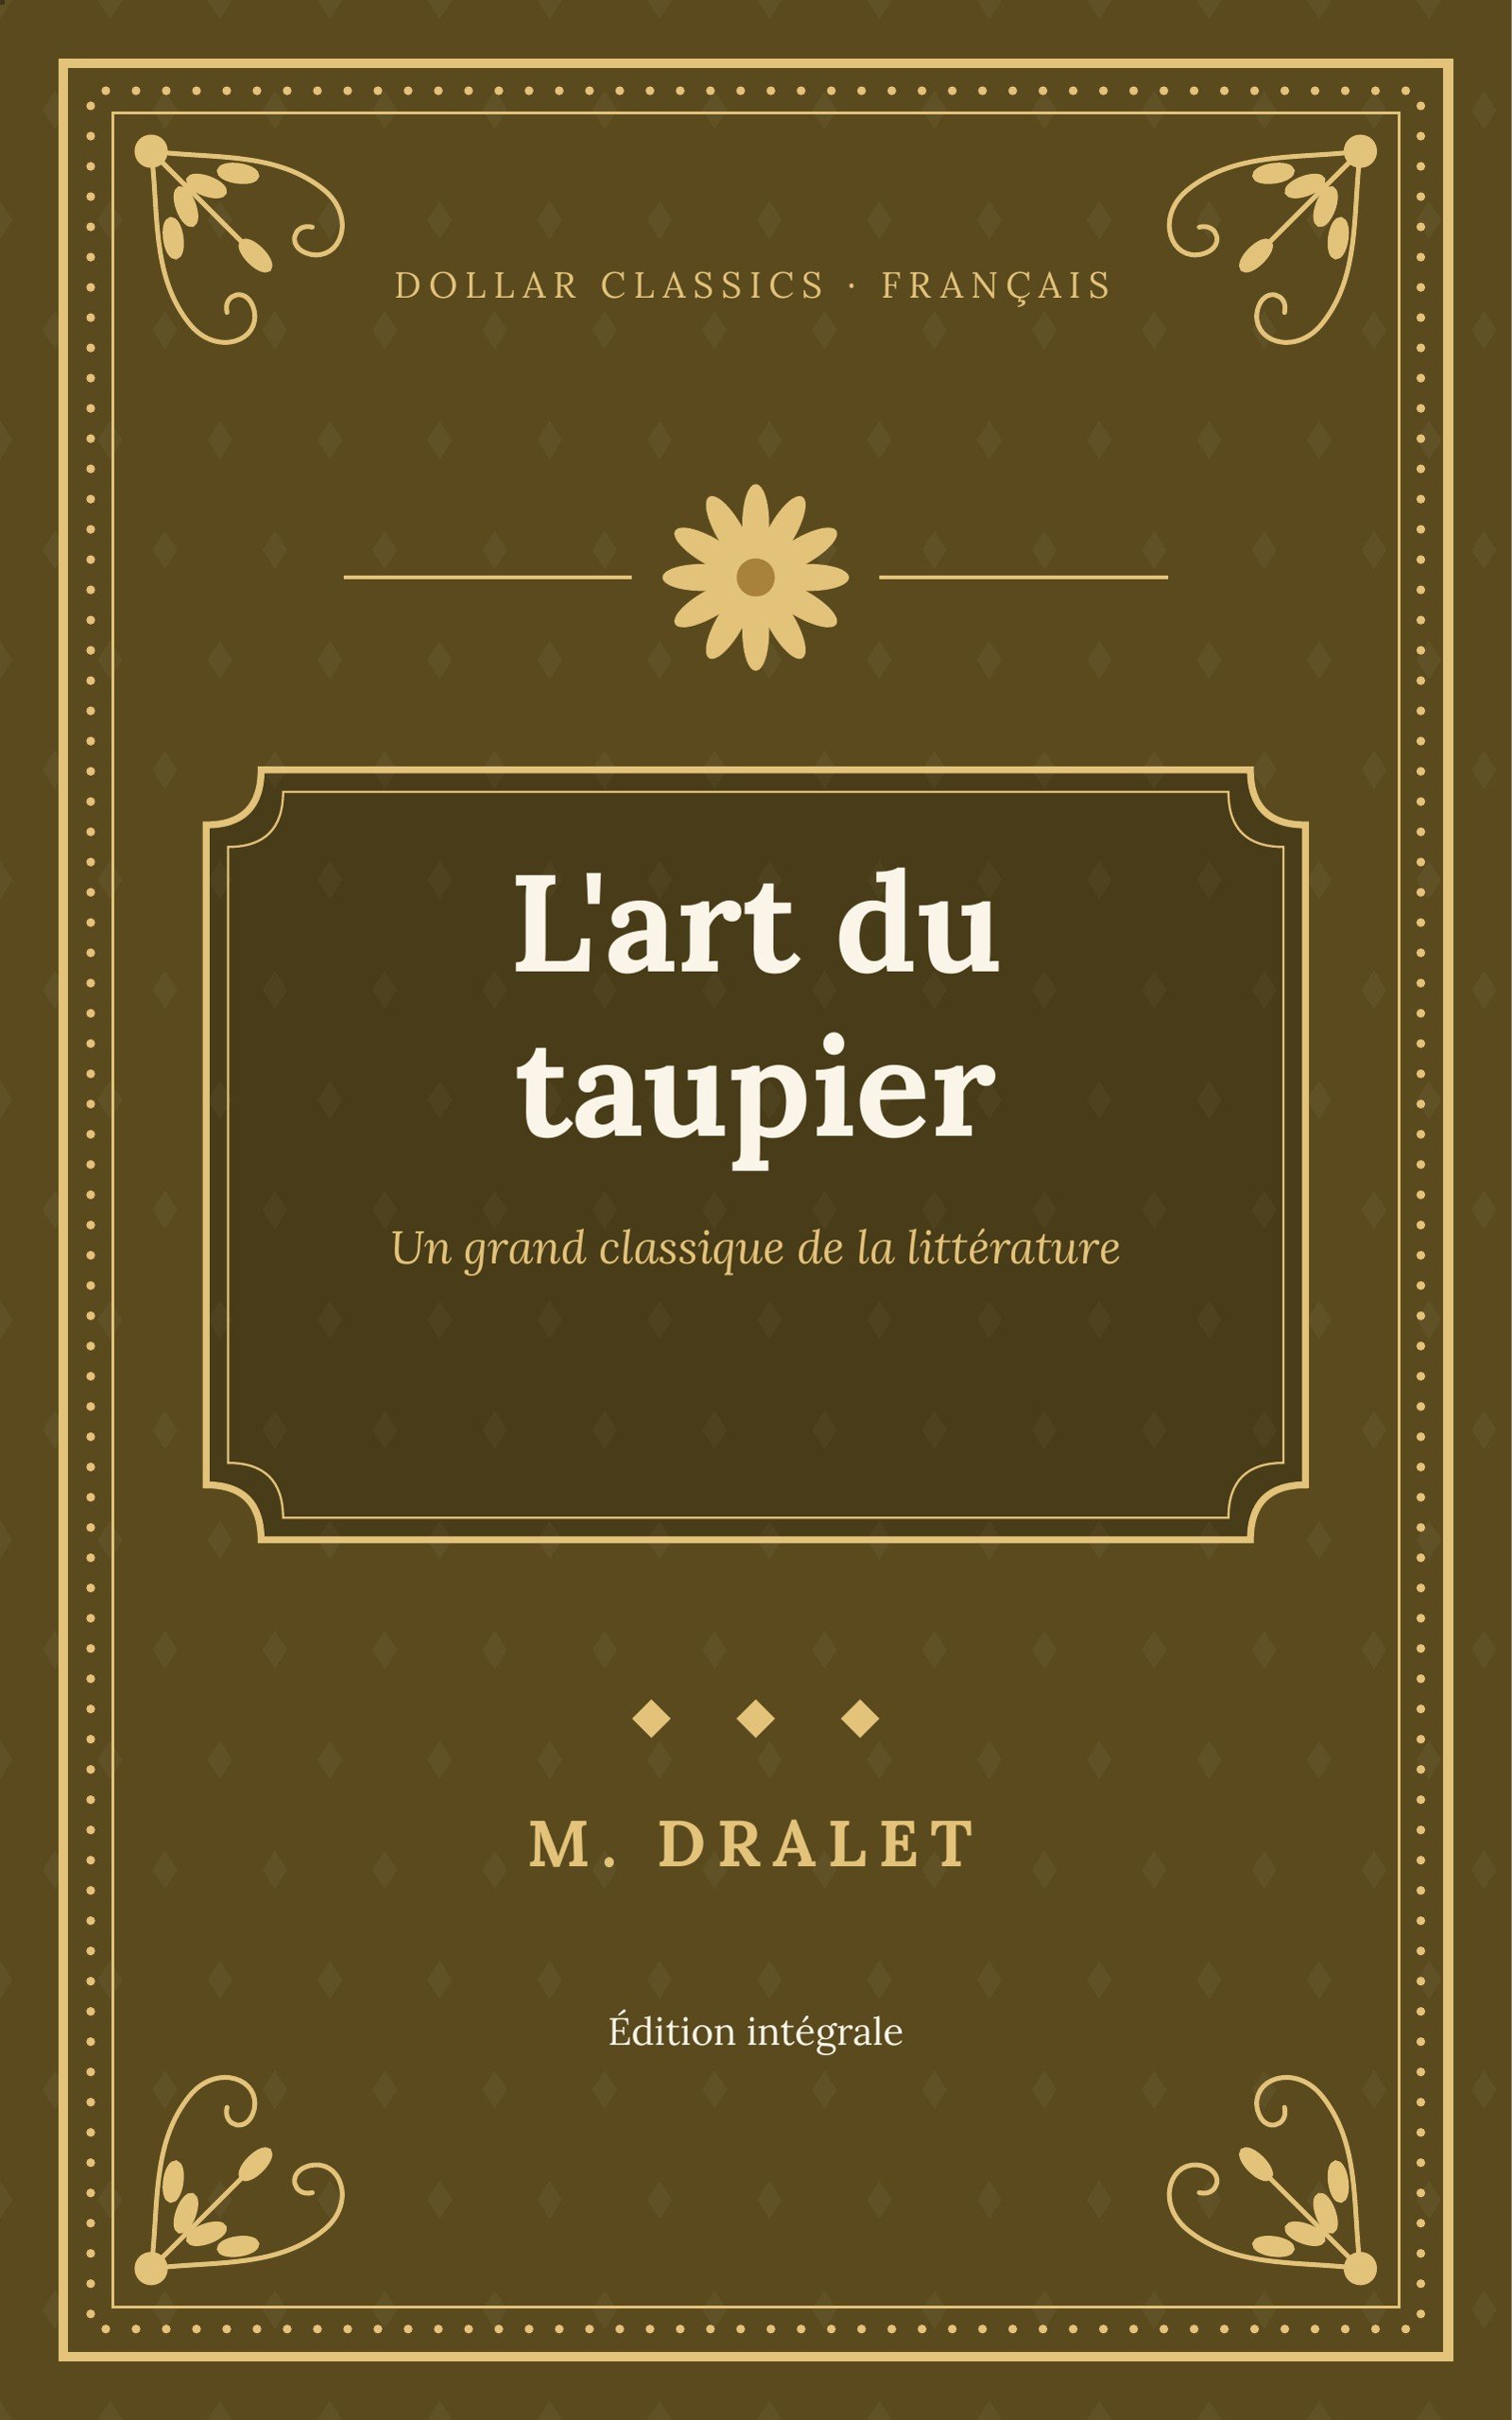 DOLLAR CLASSICS · FRANÇAIS
L'art du
taupier
Un grand classique de la littérature
M. DRALET
Édition intégrale